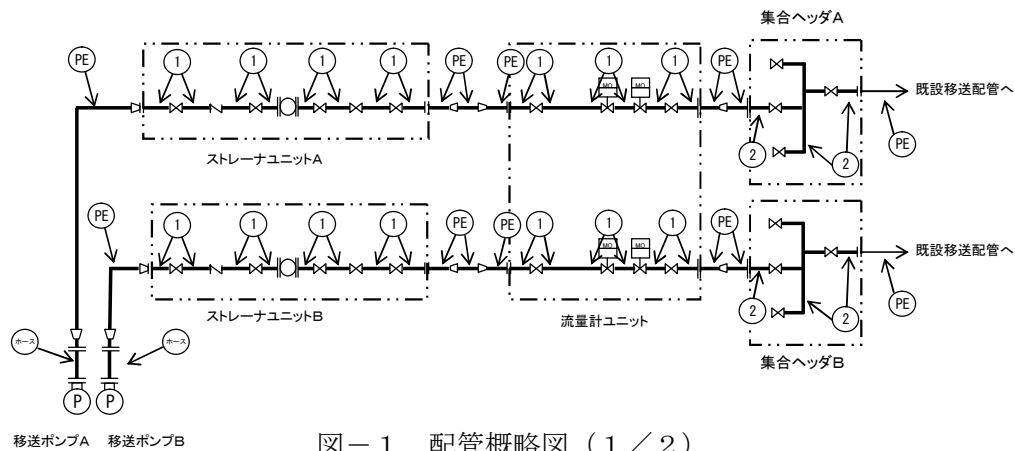 集合ヘッダA
PE
1
1
1
1
PE
PE
1
1
1
PE
MO
MO
既設移送配管へ
2
2
PE
ストレーナユニットA
PE
1
1
1
1
PE
PE
1
1
1
PE
MO
MO
既設移送配管へ
2
2
PE
ストレーナユニットB
流量計ユニット
集合ヘッダB
ホース
ホース
P
P
移送ポンプA
移送ポンプB
図－1 配管概略図（1／2）